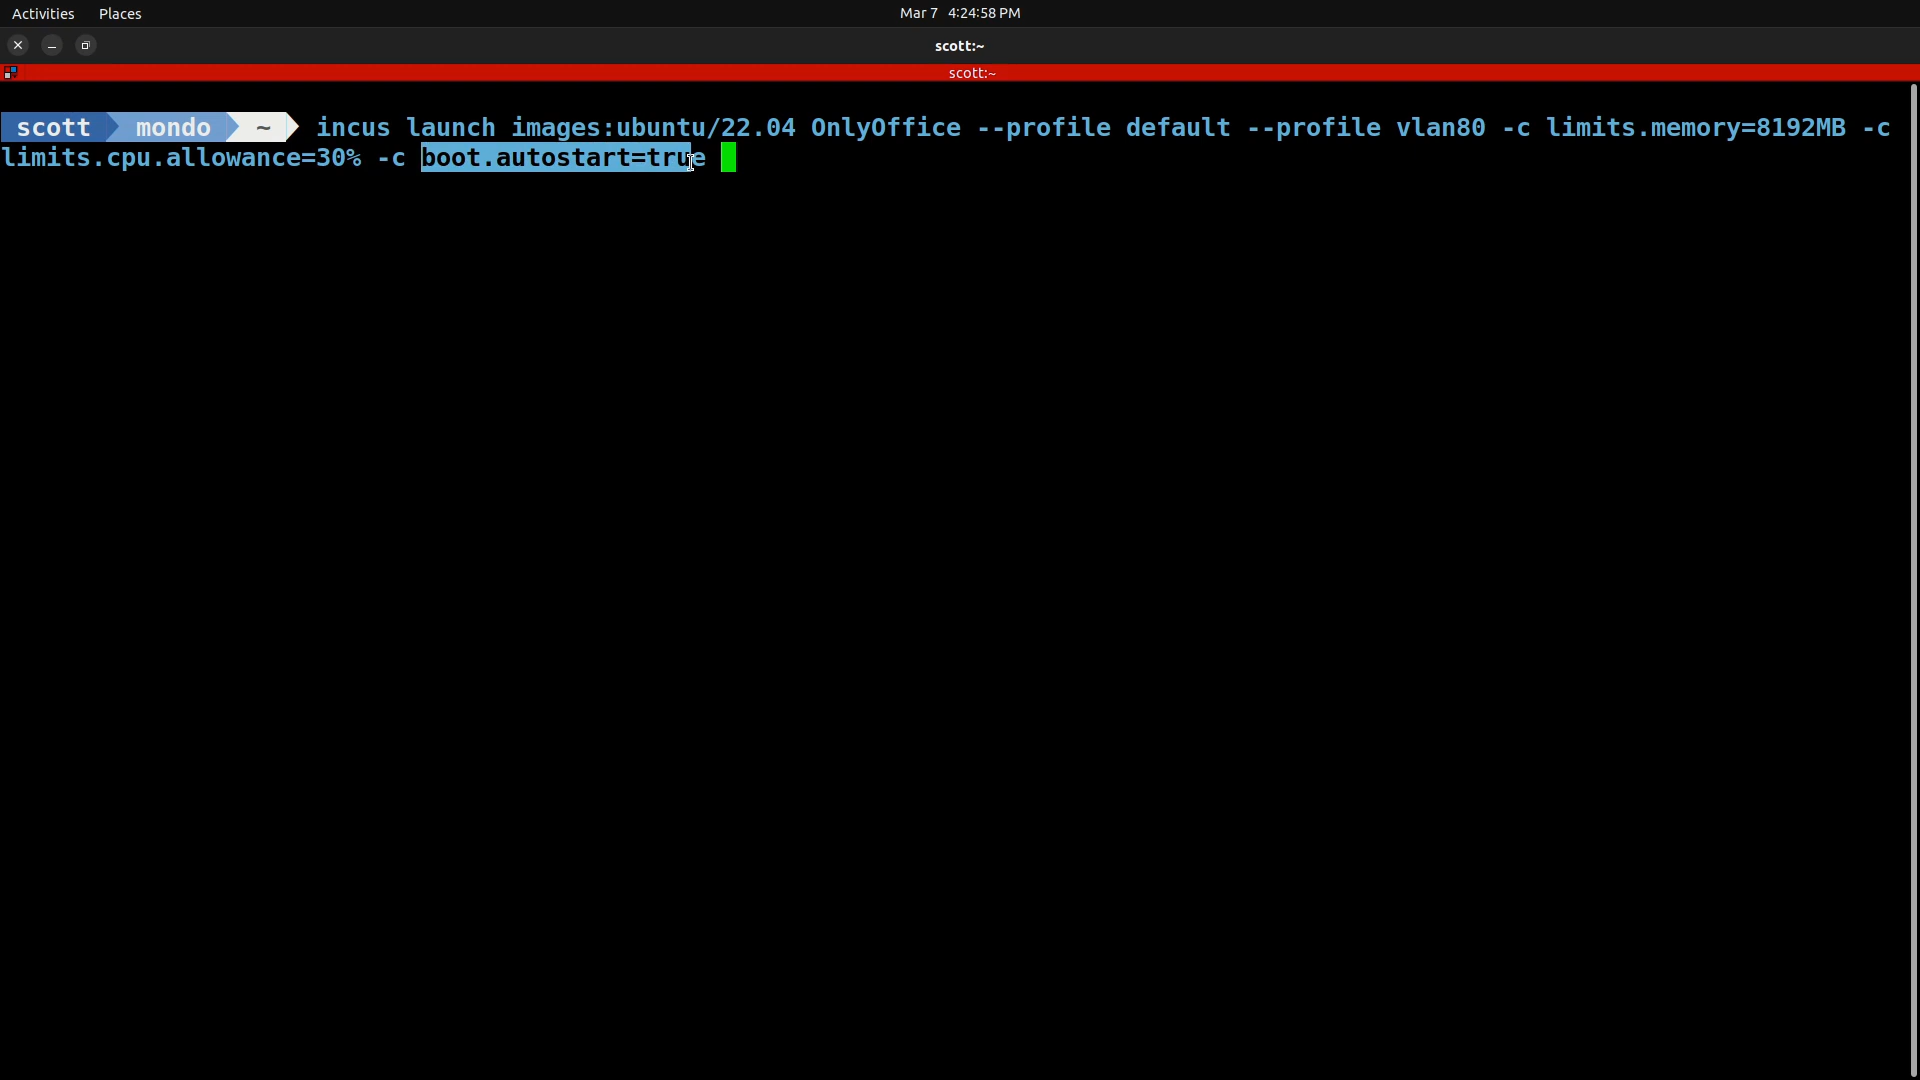 Activities Places Mar 7 4:24:58 PM
scott:~
scott:~
scott mondo ~ incus launch images:ubuntu/22.04 OnlyOffice --profile default --profile vlan80 -c limits.memory=8192MB -c
limits.cpu.allowance=30% -c boot.autostart=true